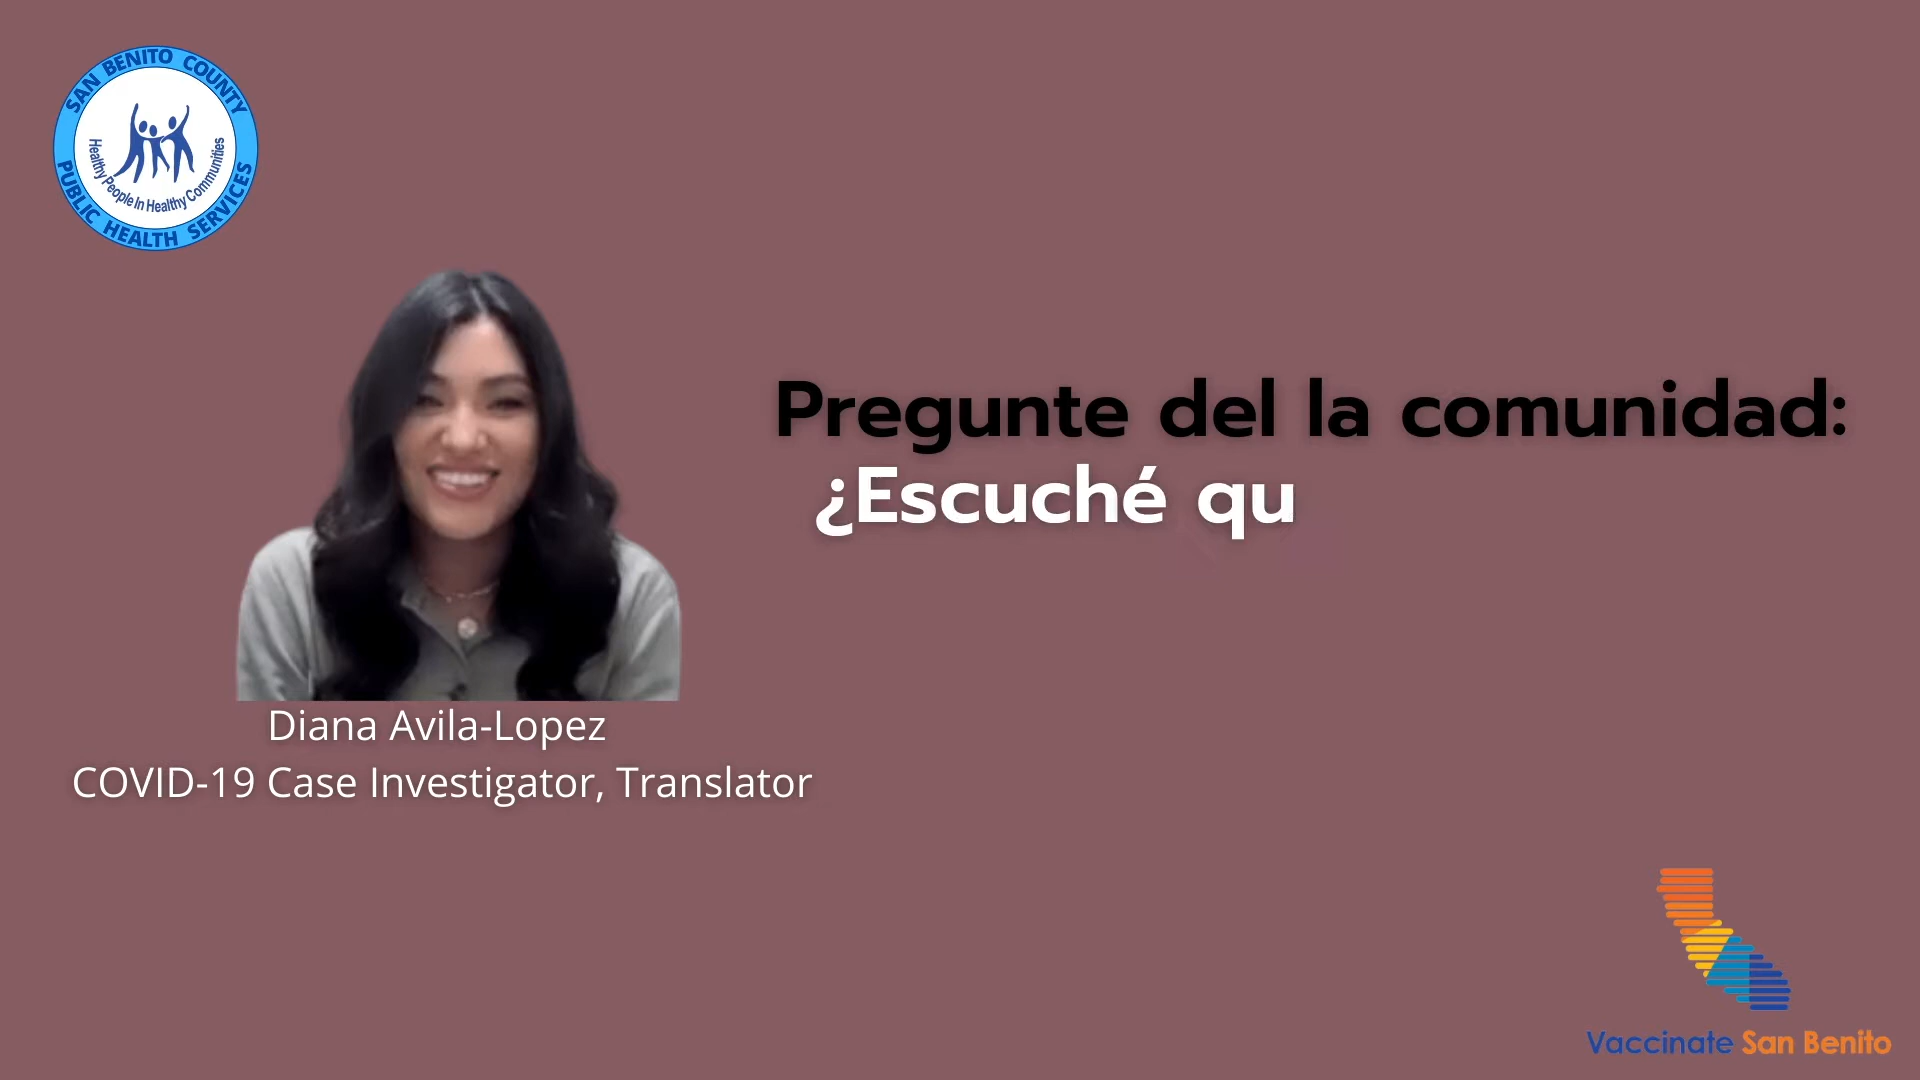 SAN BENITO COUNTY
Healthy People In Healthy Communities
PUBLIC HEALTH SERVICES
Pregunte del la comunidad:
¿Escuché qu
Diana Avila-Lopez
COVID-19 Case Investigator, Translator
Vaccinate San Benito